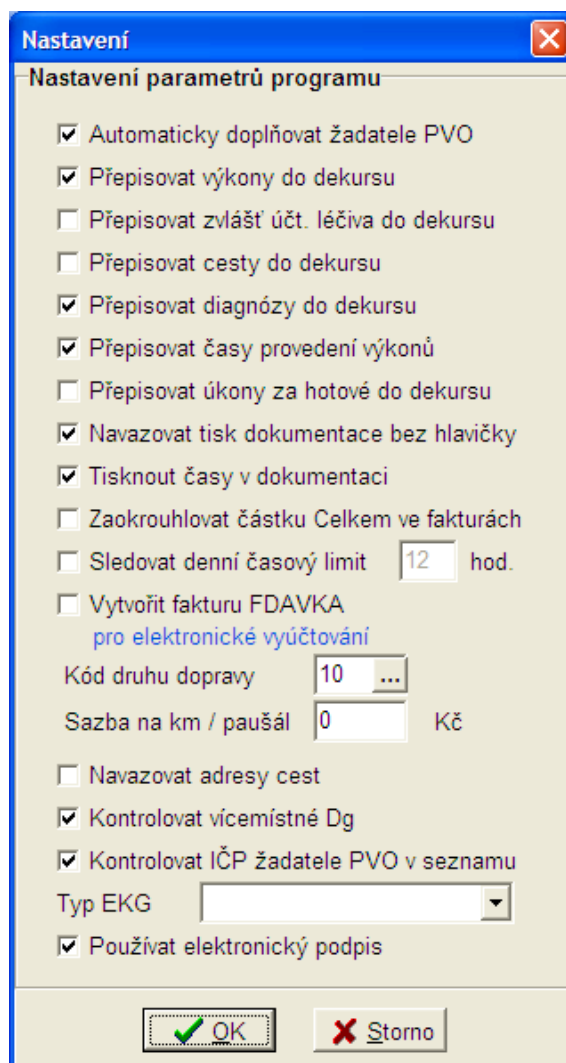 Nastavení
Nastavení parametrů programu
Automaticky doplňovat žadatele PVO
Přepisovat výkony do dekursu
Přepisovat zvlášť účt. léčiva do dekursu
Přepisovat cesty do dekursu
Přepisovat diagnózy do dekursu
Přepisovat časy provedení výkonů
Přepisovat úkony za hotové do dekursu
Navazovat tisk dokumentace bez hlavičky
Tisknout časy v dokumentaci
Zaokrouhlovat částku Celkem ve fakturách
Sledovat denní časový limit 12 hod.
Vytvořit fakturu FDAVKA
pro elektronické vyúčtování
Kód druhu dopravy 10 ...
Sazba na km / paušál 0 Kč
Navazovat adresy cest
Kontrolovat vícemístné Dg
Kontrolovat IČP žadatele PVO v seznamu
Typ EKG
Používat elektronický podpis
OK Storno